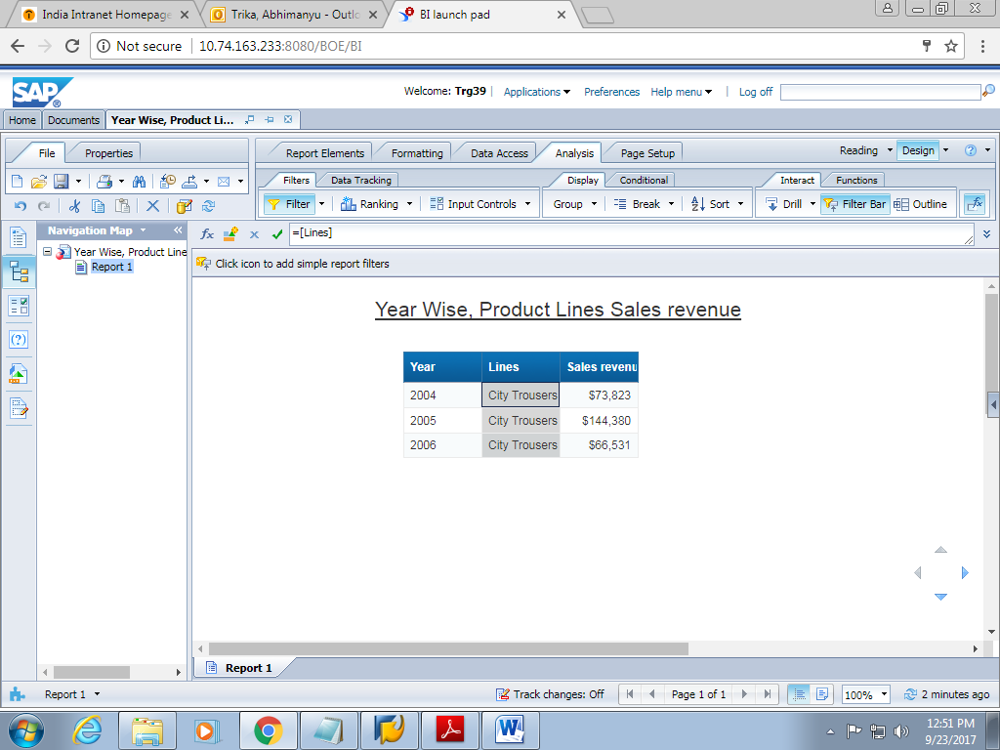 India Intranet Homepage
Trika, Abhimanyu - Outlo
BI launch pad
Not secure 10.74.163.233:8080/BOE/BI
SAP ®
Welcome: Trg39 Applications Preferences Help menu Log off
Home Documents Year Wise, Product Li...
File Properties
Report Elements Formatting Data Access Analysis Page Setup
Reading Design
Filters Data Tracking Display Conditional Interact Functions
Filter Ranking Input Controls Group Break Sort Drill Filter Bar Outline
Navigation Map
=[Lines]
Year Wise, Product Line
Report 1
Click icon to add simple report filters
Year Wise, Product Lines Sales revenue
Year Lines Sales revenu
2004 City Trousers $73,823
2005 City Trousers $144,380
2006 City Trousers $66,531
Report 1
Report 1 Track changes: Off Page 1 of 1 100% 2 minutes ago
12:51 PM
9/23/2017